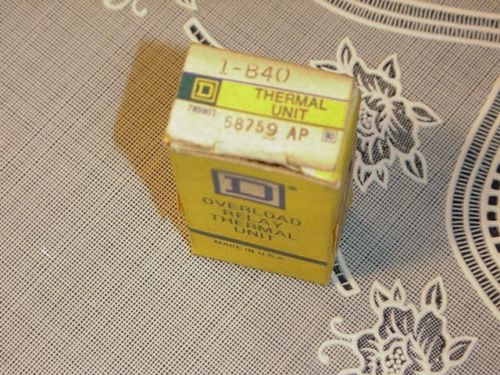 1-B40
D
THERMAL
UNIT
58759 AP
D
OVERLOAD
RELAY
THERMAL
UNIT
MADE IN U.S.A.